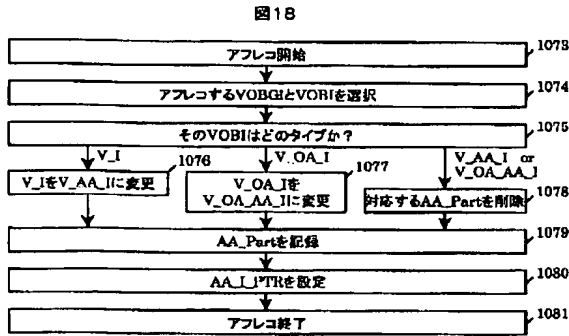 図18
アフレコ開始
1073
アフレコするVOBGIとVOBIを選択
1074
そのVOBIはどのタイプか？
1075
V_I
1076
V_OA_I
1077
V_AA_I or
V_OA_AA_I
V_IをV_AA_Iに変更
V_OA_Iを
V_OA_AA_Iに変更
対応するAA_Partを削除
1078
AA_Partを記録
1079
AA_I_PTRを設定
1080
アフレコ終了
1081